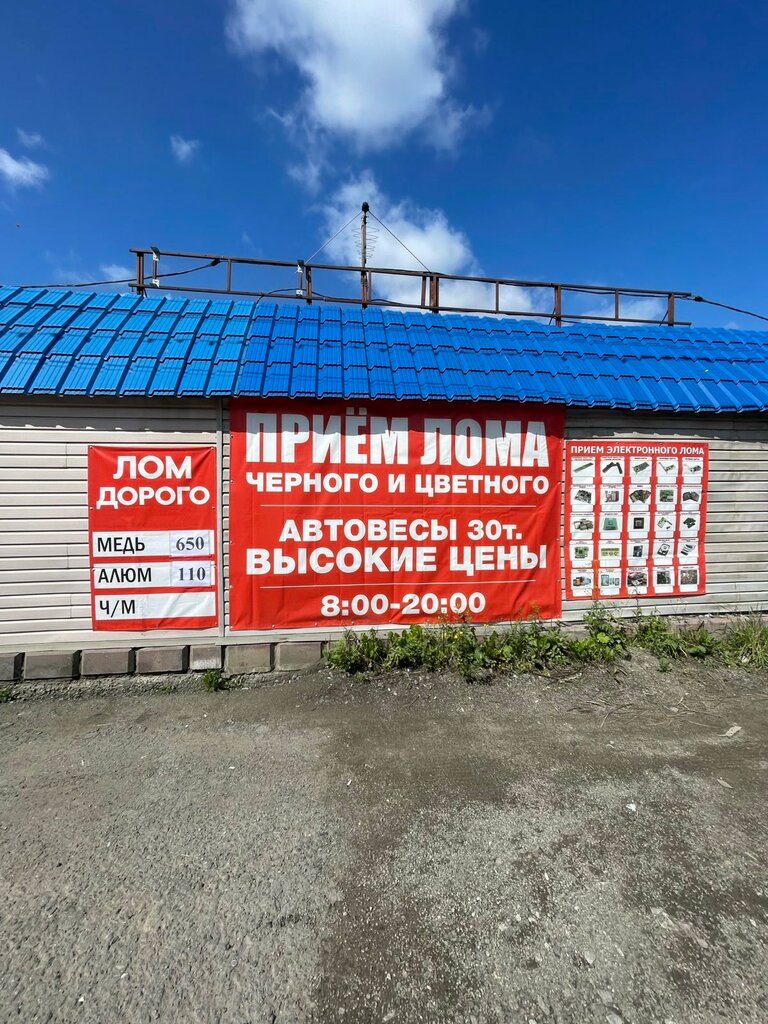 ЛОМ
ДОРОГО
МЕДЬ 650
АЛЮМ 110
Ч/М
ПРИЁМ ЛОМА
ЧЕРНОГО И ЦВЕТНОГО
АВТОВЕСЫ 30т.
ВЫСОКИЕ ЦЕНЫ
8:00-20:00
ПРИЕМ ЭЛЕКТРОННОГО ЛОМА